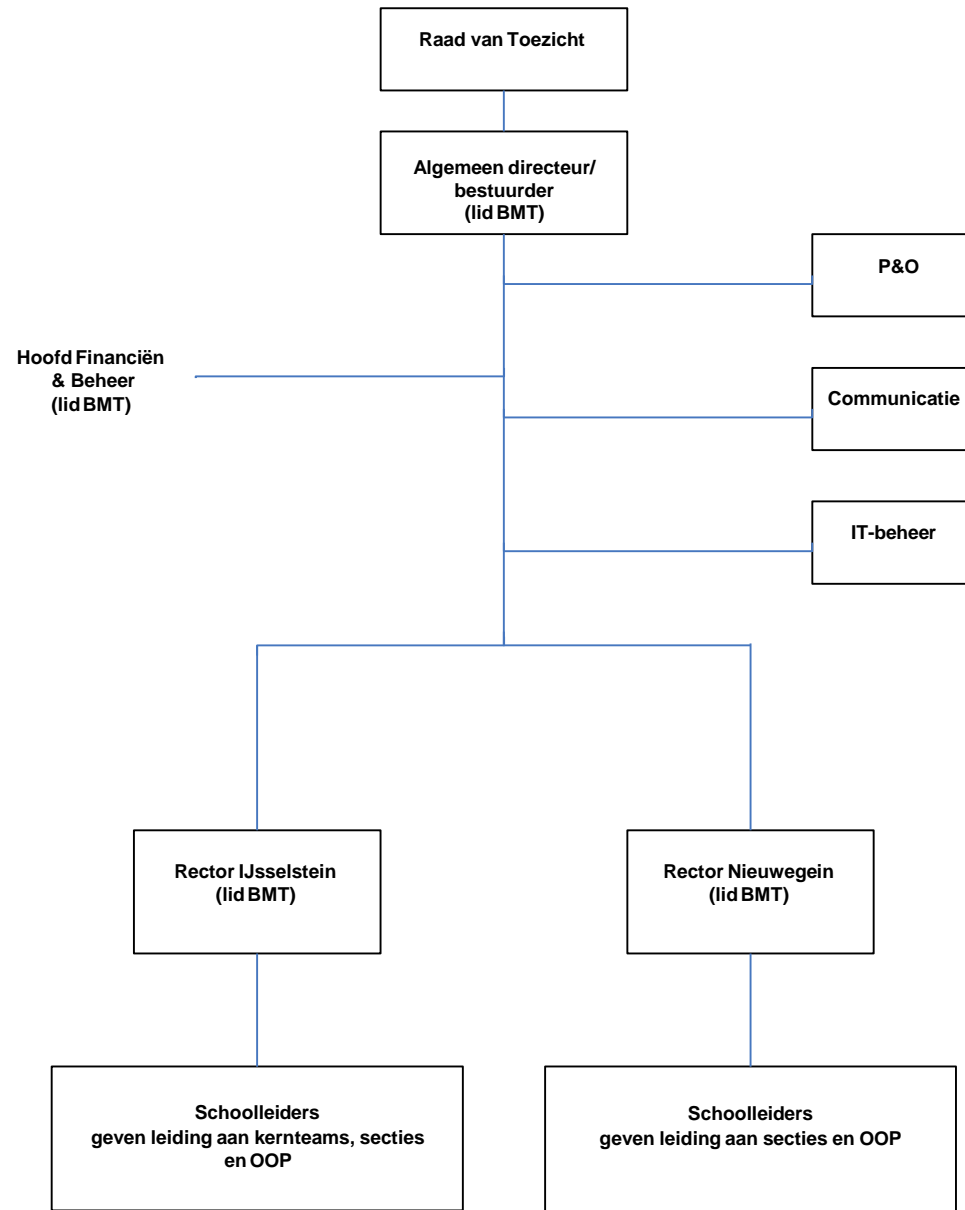 Raad van Toezicht
Algemeen directeur/
bestuurder
(lid BMT)
P&O
Hoofd Financiën
& Beheer
(lid BMT)
Communicatie
IT-beheer
Rector IJsselstein
(lid BMT)
Rector Nieuwegein
(lid BMT)
Schoolleiders
geven leiding aan kernteams, secties
en OOP
Schoolleiders
geven leiding aan secties en OOP